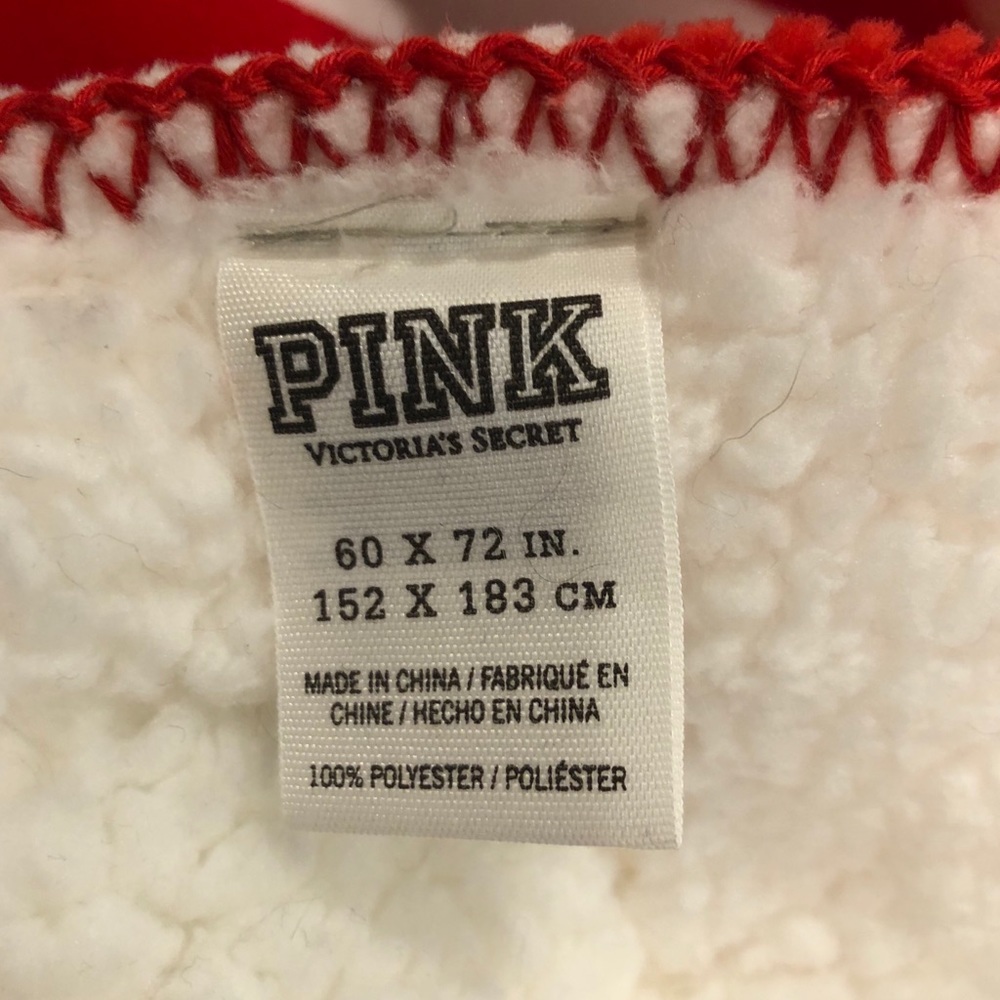 PINK
VICTORIA'S SECRET
60 X 72 IN.
152 X 183 CM
MADE IN CHINA / FABRIQUÉ EN
CHINE / HECHO EN CHINA
100% POLYESTER / POLIÉSTER